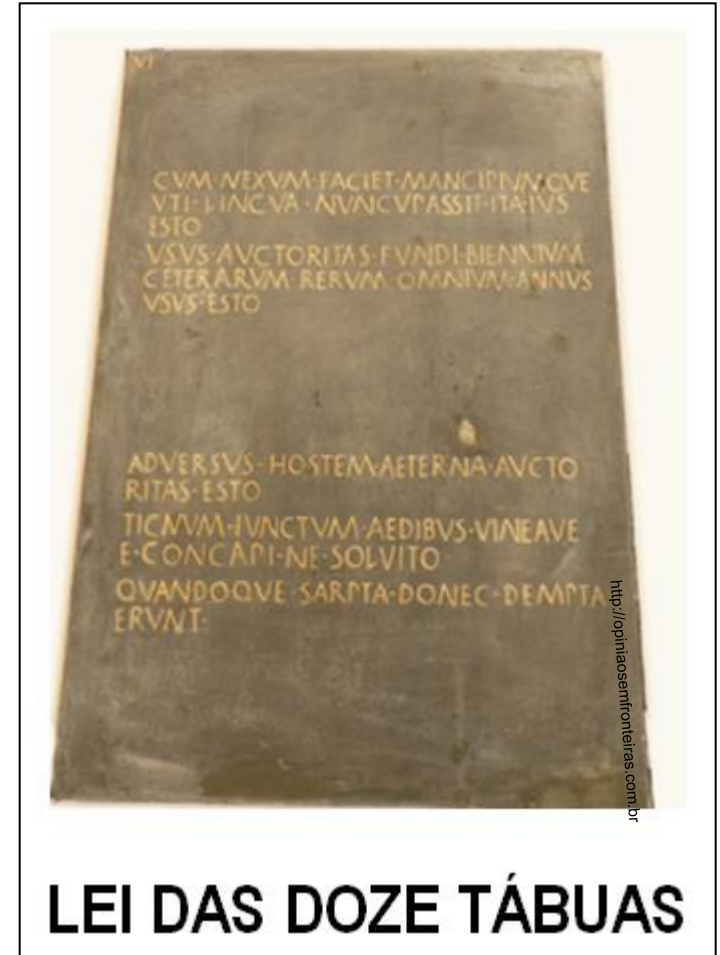 VI
CVM·NEXVM·FACIET·MANCIPIVMQVE
VTI·LINGVA·NVNCVPASSIT·ITA·IVS
ESTO
VSVS·AVCTORITAS·FVNDI·BIENNIVM
CETERARVM·RERVM·OMNIVM·ANNVS
VSVS·ESTO
ADVERSVS·HOSTEM·AETERNA·AVCTO
RITAS·ESTO
TIGNVM·IVNCTVM·AEDIBVS·VINEAVE
E·CONCAPI·NE·SOLVITO
QVANDOQVE·SARPTA·DONEC·DEMPTA
ERVNT·
http://opiniaosemfronteiras.com.br
LEI DAS DOZE TÁBUAS